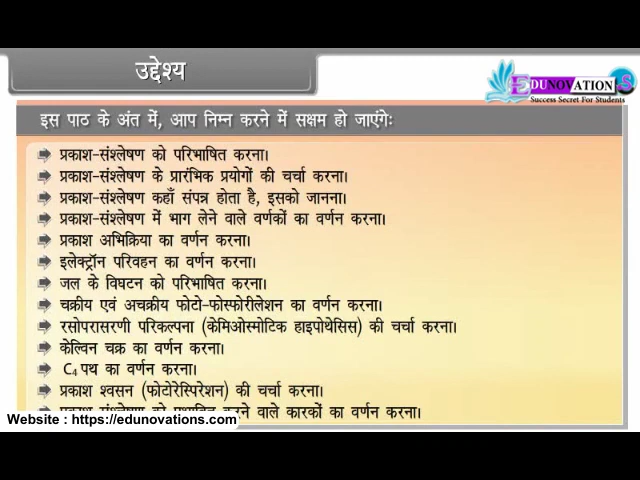 उद्देश्य
EDUNOVATIONS
Success Secret For Students
इस पाठ के अंत में, आप निम्न करने में सक्षम हो जाएंगे:
प्रकाश-संश्लेषण को परिभाषित करना।
प्रकाश-संश्लेषण के प्रारंभिक प्रयोगों की चर्चा करना।
प्रकाश-संश्लेषण कहाँ संपन्न होता है, इसको जानना।
प्रकाश-संश्लेषण में भाग लेने वाले वर्णकों का वर्णन करना।
प्रकाश अभिक्रिया का वर्णन करना।
इलेक्ट्रॉन परिवहन का वर्णन करना।
जल के विघटन को परिभाषित करना।
चक्रीय एवं अचक्रीय फोटो-फोस्फोरीलेशन का वर्णन करना।
रसोपरासरणी परिकल्पना (केमिओस्मोटिक हाइपोथेसिस) की चर्चा करना।
केल्विन चक्र का वर्णन करना।
C₄ पथ का वर्णन करना।
प्रकाश श्वसन (फोटोरेस्पिरेशन) की चर्चा करना।
प्रकाश-संश्लेषण को प्रभावित करने वाले कारकों का वर्णन करना।
Website : https://edunovations.com